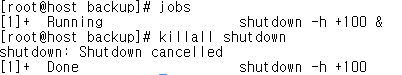 [root@host backup]# jobs
[1]+  Running                 shutdown -h +100 &
[root@host backup]# killall shutdown
shutdown: Shutdown cancelled
[1]+  Done                    shutdown -h +100